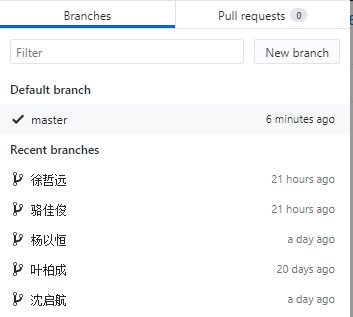 Branches
Pull requests 0
Filter
New branch
Default branch
master 6 minutes ago
Recent branches
徐哲远 21 hours ago
骆佳俊 21 hours ago
杨以恒 a day ago
叶柏成 20 days ago
沈启航 a day ago